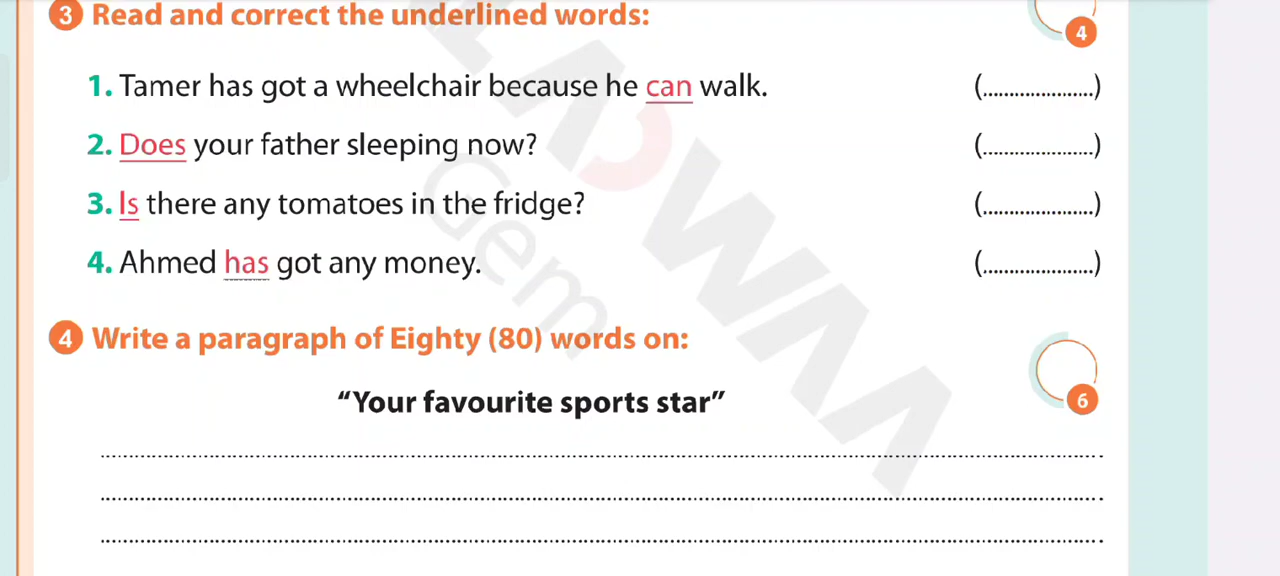 3 Read and correct the underlined words:
4
1. Tamer has got a wheelchair because he can walk. (.....................)
2. Does your father sleeping now? (.....................)
3. Is there any tomatoes in the fridge? (.....................)
4. Ahmed has got any money. (.....................)
4 Write a paragraph of Eighty (80) words on:
6
“Your favourite sports star”